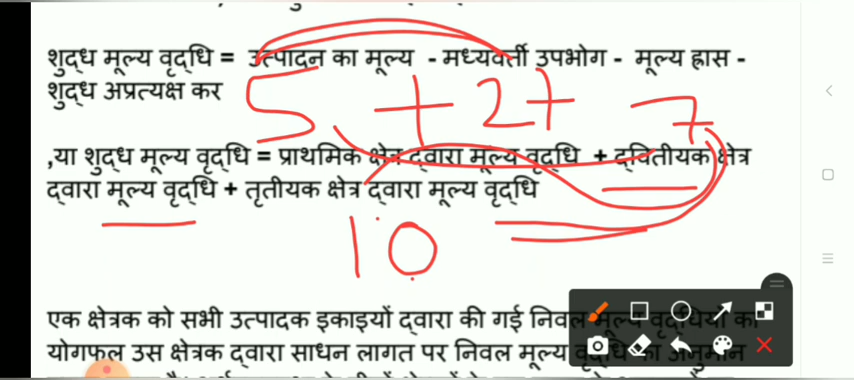 शुद्ध मूल्य वृद्धि = उत्पादन का मूल्य - मध्यवर्ती उपभोग - मूल्य ह्रास -
शुद्ध अप्रत्यक्ष कर
5 + 2 + 7
,या शुद्ध मूल्य वृद्धि = प्राथमिक क्षेत्र द्वारा मूल्य वृद्धि + द्वितीयक क्षेत्र
द्वारा मूल्य वृद्धि + तृतीयक क्षेत्र द्वारा मूल्य वृद्धि
10
एक क्षेत्रक को सभी उत्पादक इकाइयों द्वारा की गई निवल मूल्य वृद्धियों का
योगफल उस क्षेत्रक द्वारा साधन लागत पर निवल मूल्य वृद्धि का अनुमान